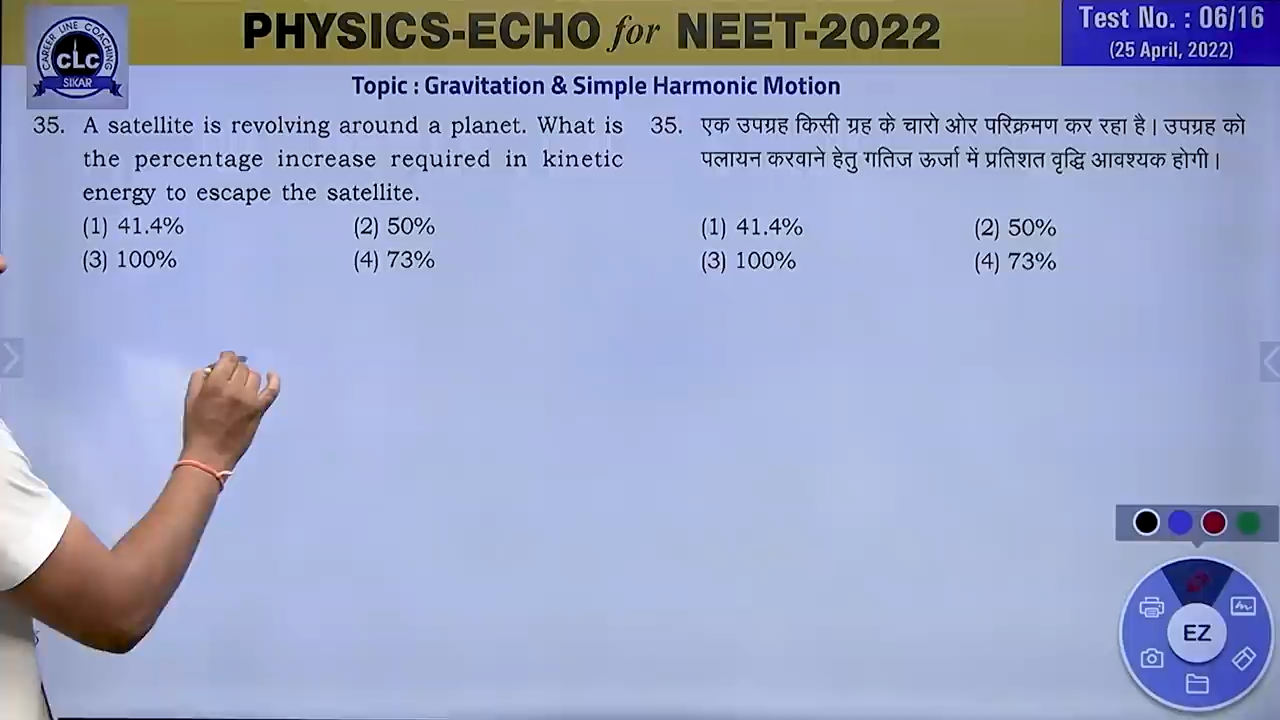 CAREER LINE COACHING
CLC
SIKAR
PHYSICS-ECHO for NEET-2022
Test No. : 06/16
(25 April, 2022)
Topic : Gravitation & Simple Harmonic Motion
35. A satellite is revolving around a planet. What is
the percentage increase required in kinetic
energy to escape the satellite.
(1) 41.4% (2) 50%
(3) 100% (4) 73%
35. एक उपग्रह किसी ग्रह के चारो ओर परिक्रमण कर रहा है। उपग्रह को
पलायन करवाने हेतु गतिज ऊर्जा में प्रतिशत वृद्धि आवश्यक होगी।
(1) 41.4% (2) 50%
(3) 100% (4) 73%
EZ